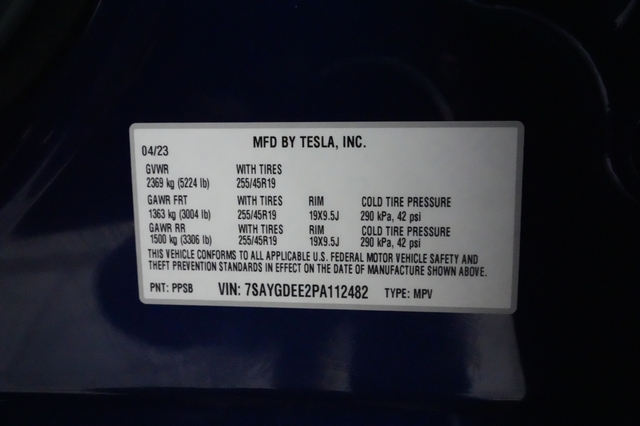 MFD BY TESLA, INC.
04/23
GVWR WITH TIRES
2369 kg (5224 lb) 255/45R19
GAWR FRT WITH TIRES RIM COLD TIRE PRESSURE
1363 kg (3004 lb) 255/45R19 19X9.5J 290 kPa, 42 psi
GAWR RR WITH TIRES RIM COLD TIRE PRESSURE
1500 kg (3306 lb) 255/45R19 19X9.5J 290 kPa, 42 psi
THIS VEHICLE CONFORMS TO ALL APPLICABLE U.S. FEDERAL MOTOR VEHICLE SAFETY AND
THEFT PREVENTION STANDARDS IN EFFECT ON THE DATE OF MANUFACTURE SHOWN ABOVE.
PNT: PPSB VIN: 7SAYGDEE2PA112482 TYPE: MPV